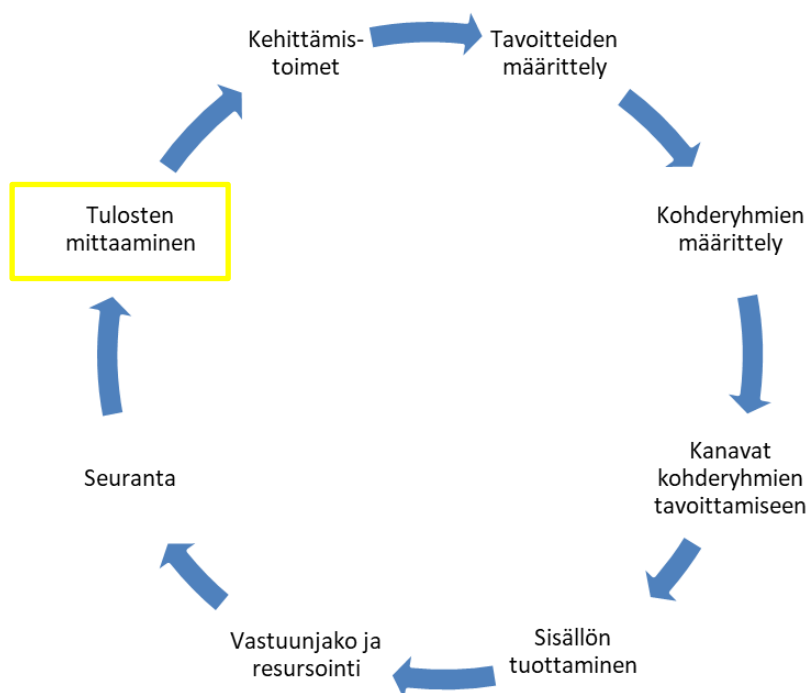 Kehittämis-
toimet
Tavoitteiden
määrittely
Kohderyhmien
määrittely
Kanavat
kohderyhmien
tavoittamiseen
Sisällön
tuottaminen
Vastuunjako ja
resursointi
Seuranta
Tulosten
mittaaminen